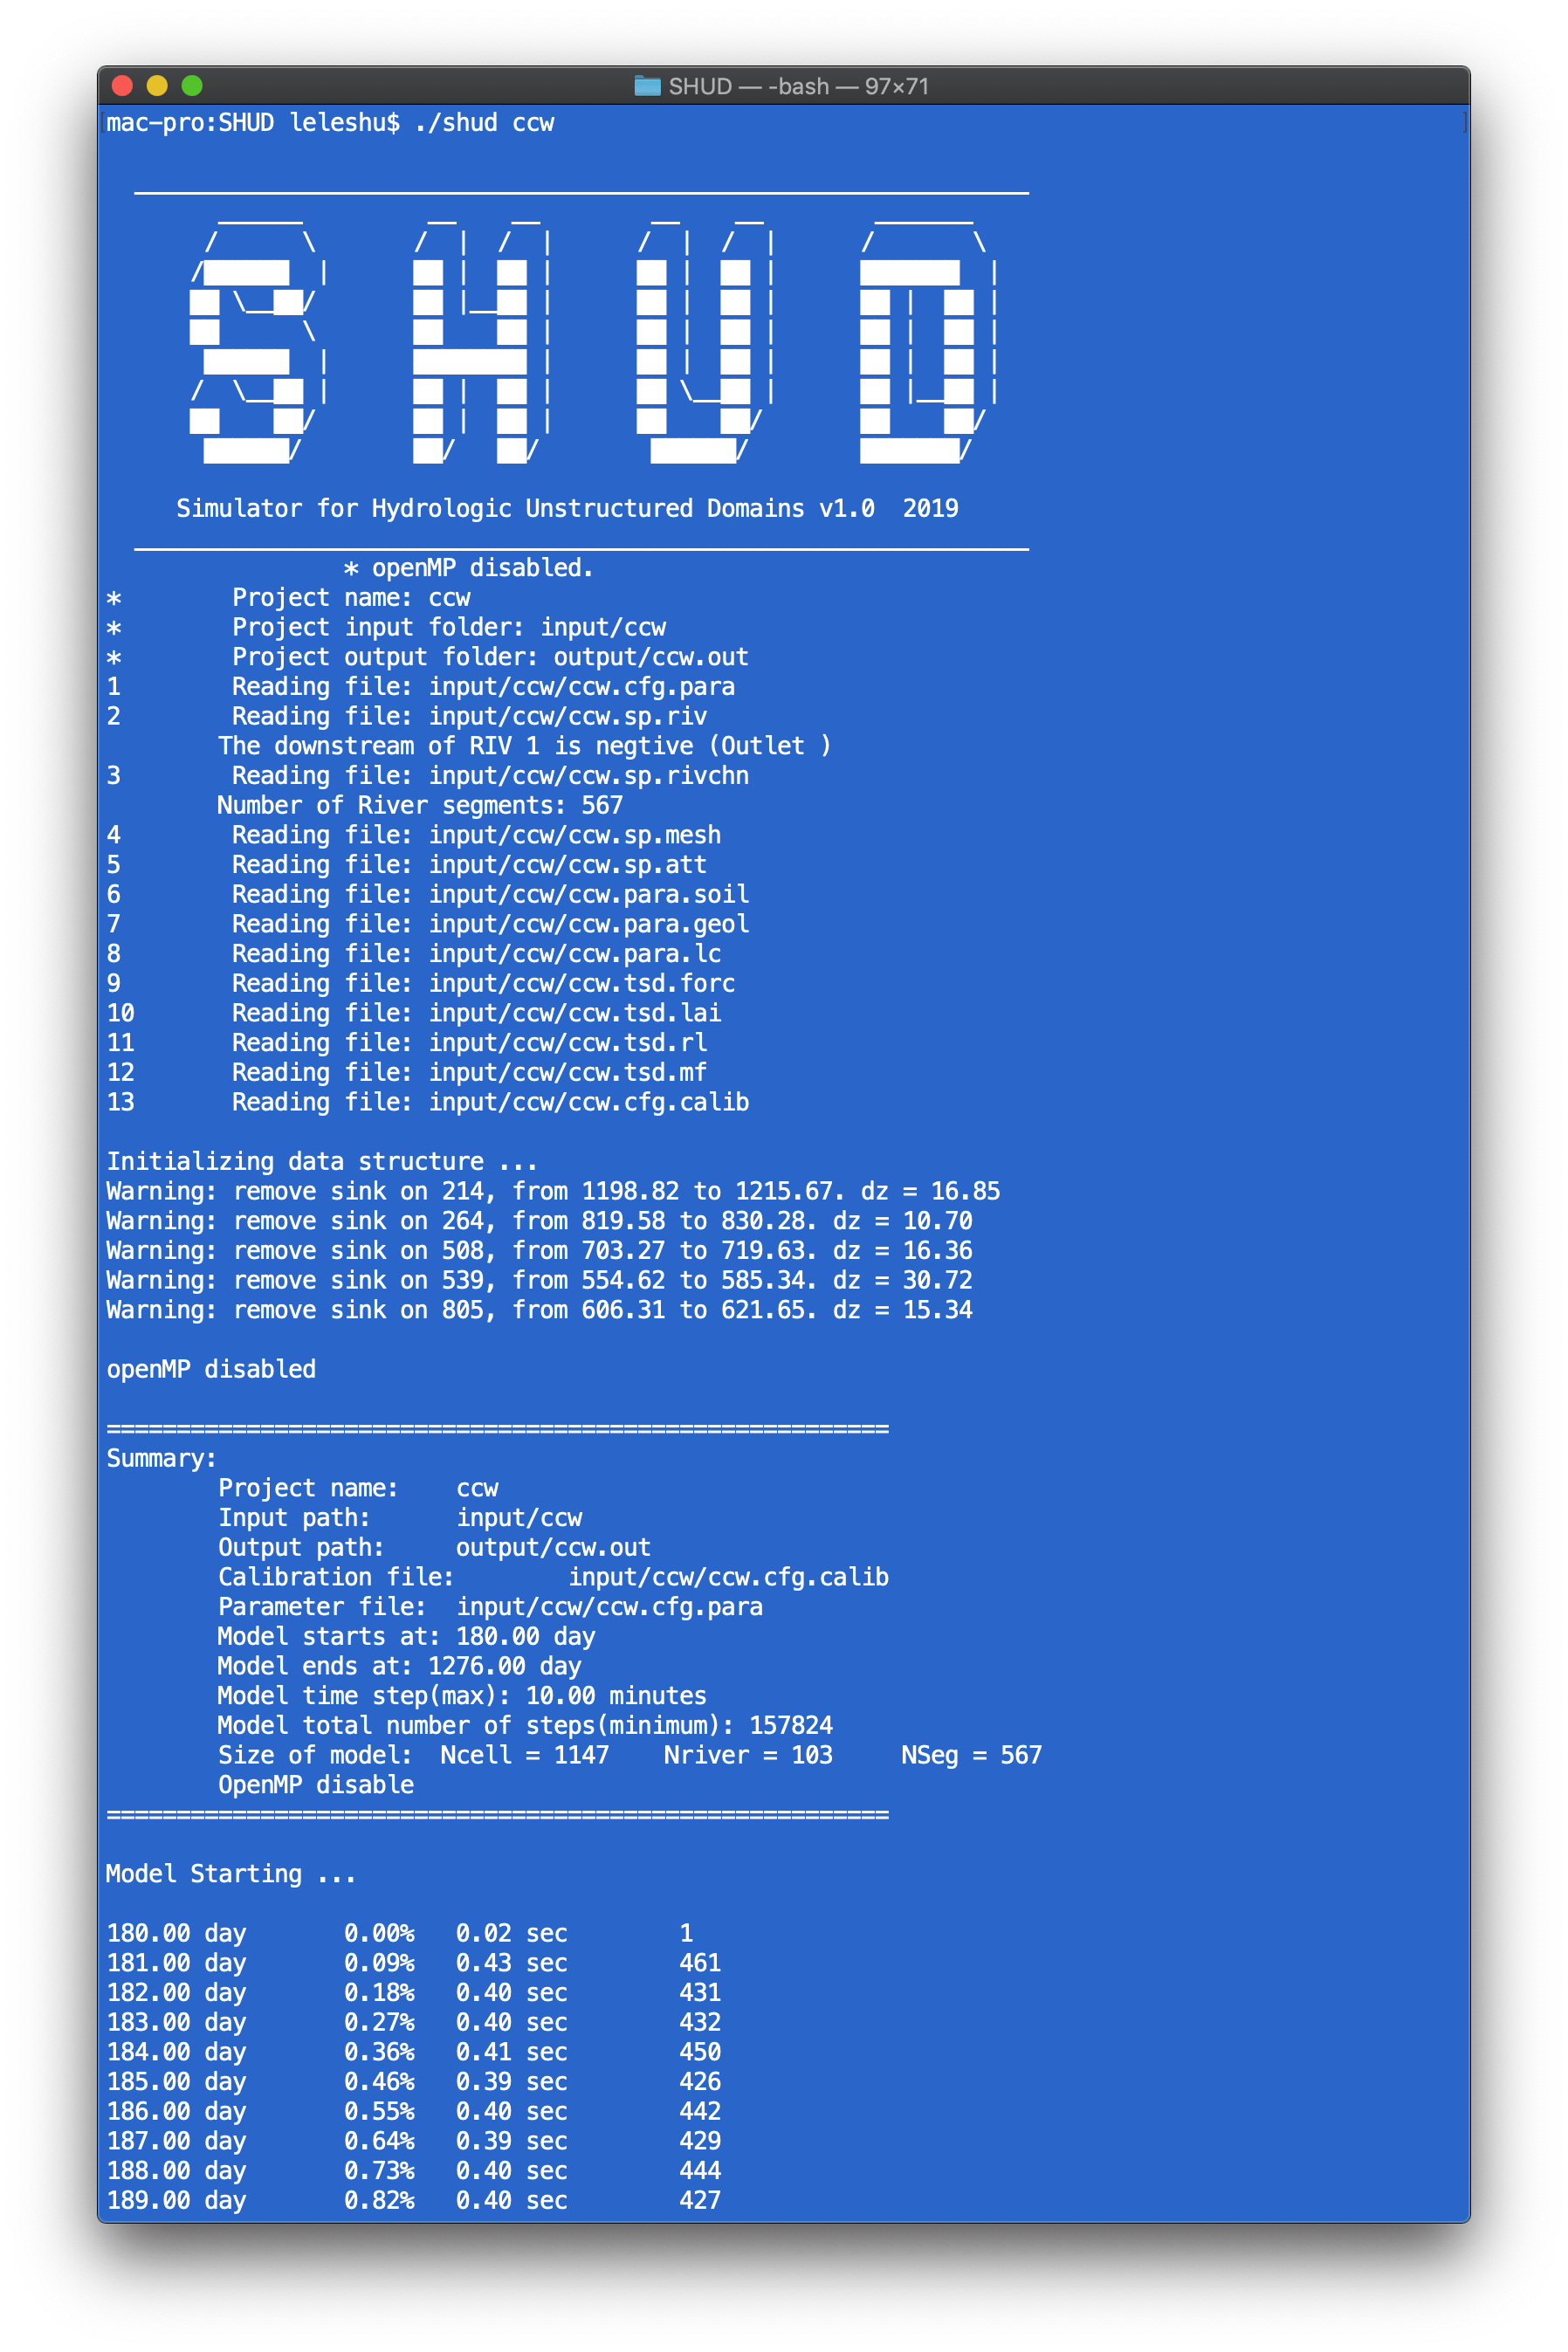 SHUD — -bash — 97×71
mac-pro:SHUD leleshu$ ./shud ccw
SHUD
Simulator for Hydrologic Unstructured Domains v1.0  2019
* openMP disabled.
*        Project name: ccw
*        Project input folder: input/ccw
*        Project output folder: output/ccw.out
1        Reading file: input/ccw/ccw.cfg.para
2        Reading file: input/ccw/ccw.sp.riv
The downstream of RIV 1 is negtive (Outlet )
3        Reading file: input/ccw/ccw.sp.rivchn
Number of River segments: 567
4        Reading file: input/ccw/ccw.sp.mesh
5        Reading file: input/ccw/ccw.sp.att
6        Reading file: input/ccw/ccw.para.soil
7        Reading file: input/ccw/ccw.para.geol
8        Reading file: input/ccw/ccw.para.lc
9        Reading file: input/ccw/ccw.tsd.forc
10       Reading file: input/ccw/ccw.tsd.lai
11       Reading file: input/ccw/ccw.tsd.rl
12       Reading file: input/ccw/ccw.tsd.mf
13       Reading file: input/ccw/ccw.cfg.calib
Initializing data structure ...
Warning: remove sink on 214, from 1198.82 to 1215.67. dz = 16.85
Warning: remove sink on 264, from 819.58 to 830.28. dz = 10.70
Warning: remove sink on 508, from 703.27 to 719.63. dz = 16.36
Warning: remove sink on 539, from 554.62 to 585.34. dz = 30.72
Warning: remove sink on 805, from 606.31 to 621.65. dz = 15.34
openMP disabled
========================================================
Summary:
Project name:    ccw
Input path:      input/ccw
Output path:     output/ccw.out
Calibration file:        input/ccw/ccw.cfg.calib
Parameter file:  input/ccw/ccw.cfg.para
Model starts at: 180.00 day
Model ends at: 1276.00 day
Model time step(max): 10.00 minutes
Model total number of steps(minimum): 157824
Size of model:  Ncell = 1147    Nriver = 103     NSeg = 567
OpenMP disable
========================================================
Model Starting ...
180.00 day       0.00%   0.02 sec        1
181.00 day       0.09%   0.43 sec        461
182.00 day       0.18%   0.40 sec        431
183.00 day       0.27%   0.40 sec        432
184.00 day       0.36%   0.41 sec        450
185.00 day       0.46%   0.39 sec        426
186.00 day       0.55%   0.40 sec        442
187.00 day       0.64%   0.39 sec        429
188.00 day       0.73%   0.40 sec        444
189.00 day       0.82%   0.40 sec        427